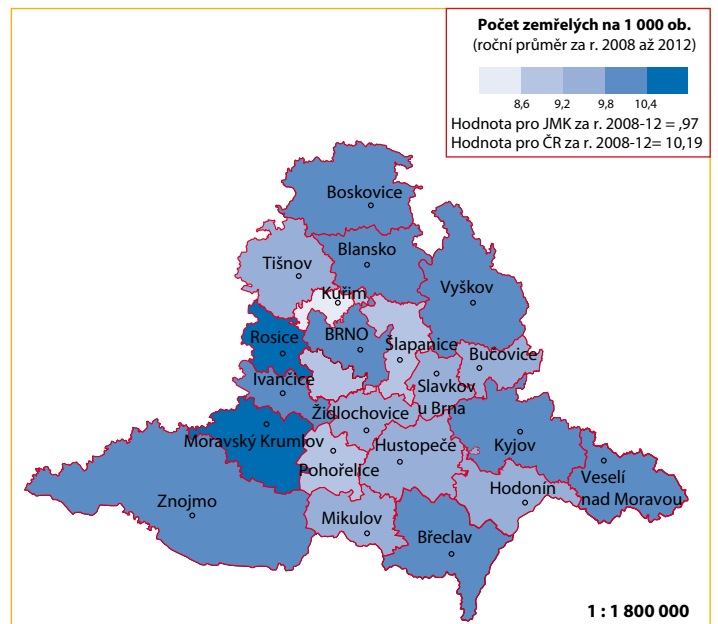 Počet zemřelých na 1 000 ob.
(roční průměr za r. 2008 až 2012)
8,6 9,2 9,8 10,4
Hodnota pro JMK za r. 2008-12 = ,97
Hodnota pro ČR za r. 2008-12= 10,19
Boskovice
Blansko
Tišnov
Vyškov
Kuřim
Rosice
BRNO
Šlapanice
Bučovice
Ivančice
Slavkov
u Brna
Židlochovice
Moravský Krumlov
Hustopeče
Kyjov
Pohořelice
Veselí
nad Moravou
Hodonín
Znojmo
Mikulov
Břeclav
1 : 1 800 000